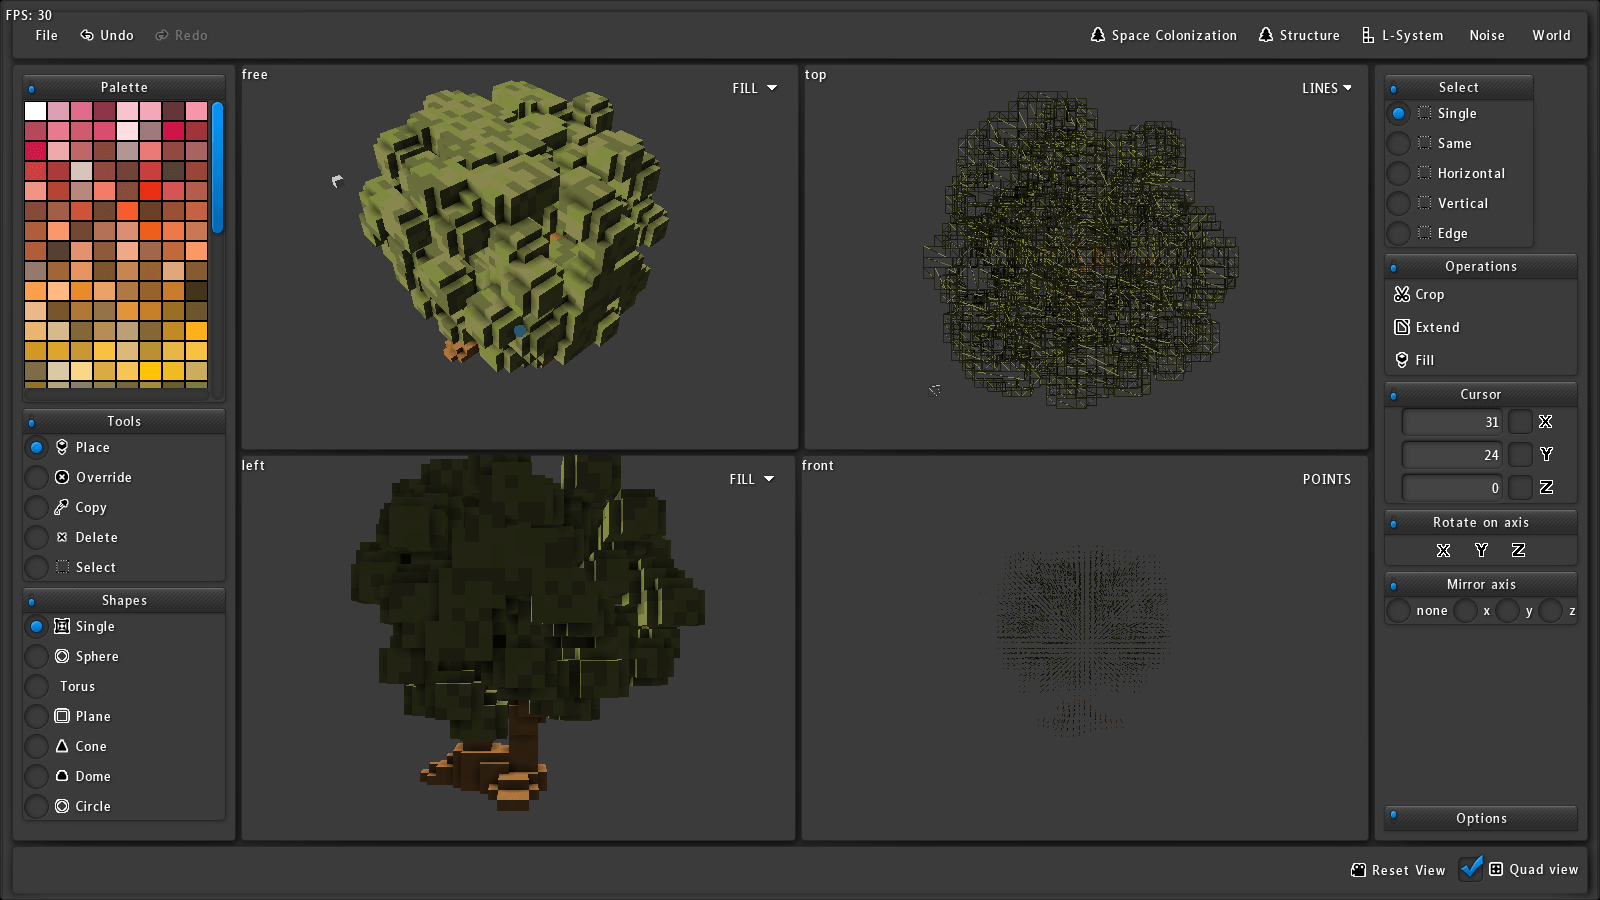 FPS: 30
File Undo Redo Space Colonization Structure L-System Noise World
Palette
Tools
Place
Override
Copy
Delete
Select
Shapes
Single
Sphere
Torus
Plane
Cone
Dome
Circle
free FILL
top LINES
left FILL
front POINTS
Select
Single
Same
Horizontal
Vertical
Edge
Operations
Crop
Extend
Fill
Cursor
31 X
24 Y
0 Z
Rotate on axis
X Y Z
Mirror axis
none x y z
Options
Reset View Quad view